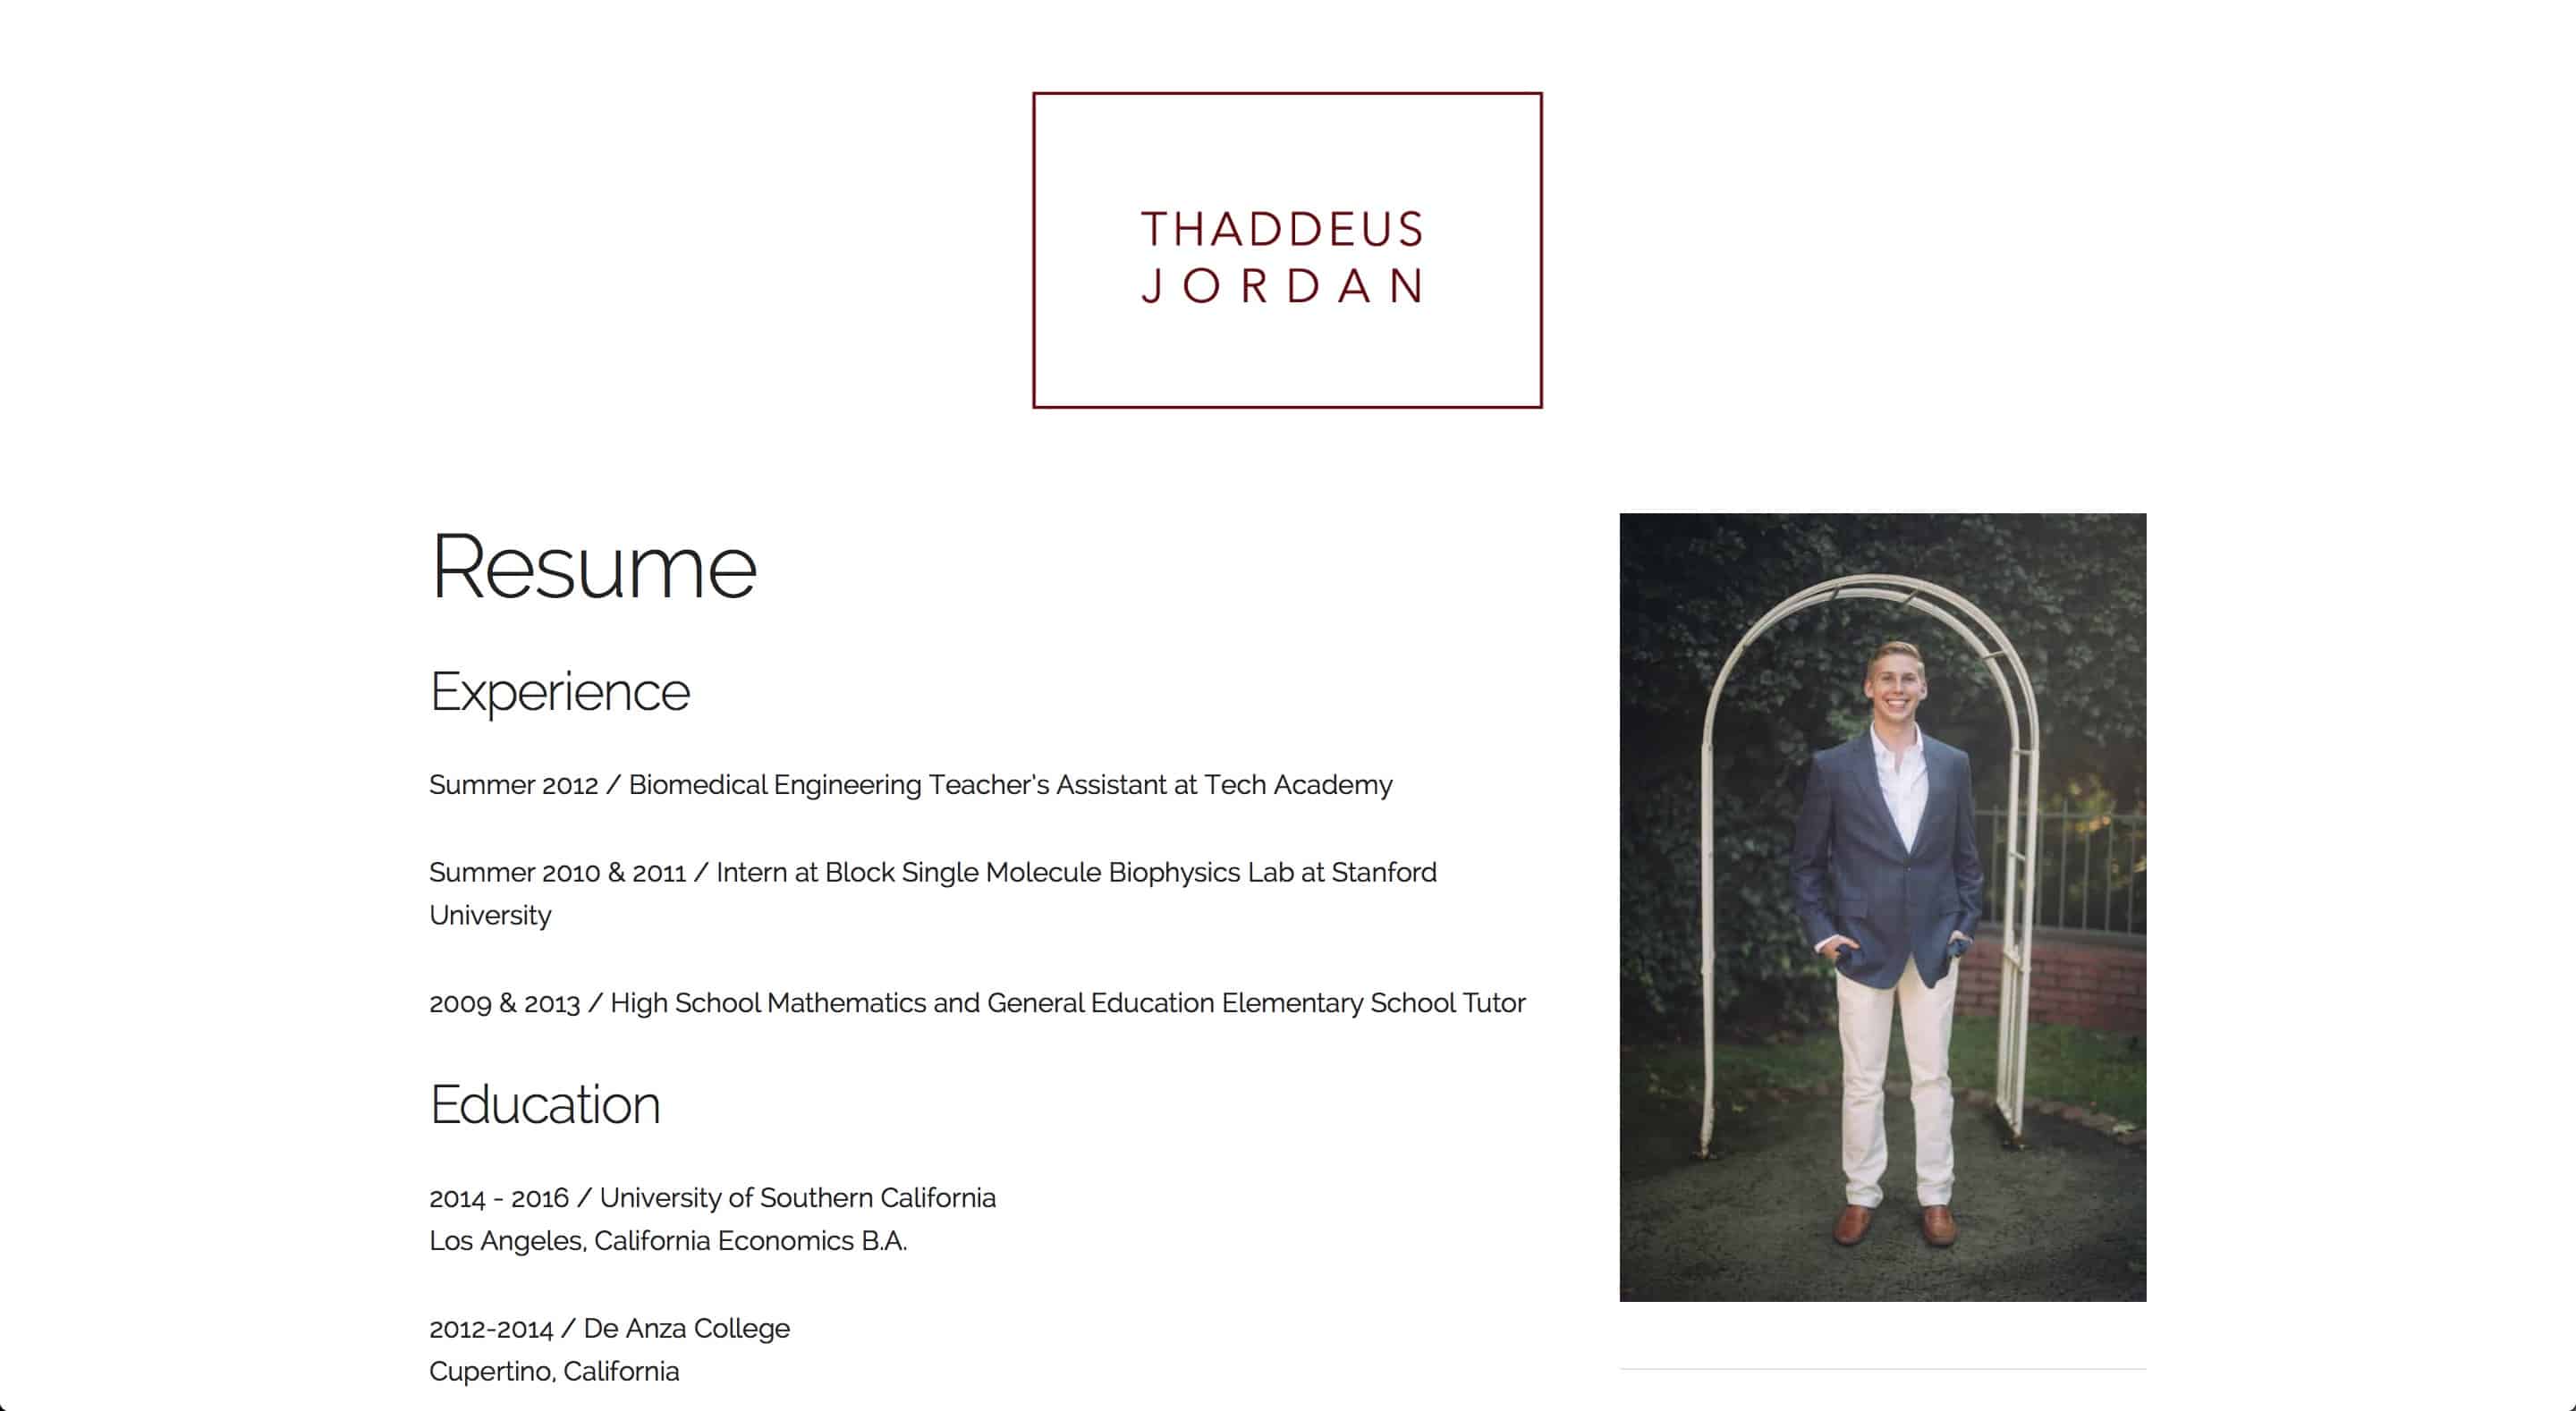 THADDEUS
JORDAN
Resume
Experience
Summer 2012 / Biomedical Engineering Teacher's Assistant at Tech Academy
Summer 2010 & 2011 / Intern at Block Single Molecule Biophysics Lab at Stanford
University
2009 & 2013 / High School Mathematics and General Education Elementary School Tutor
Education
2014 - 2016 / University of Southern California
Los Angeles, California Economics B.A.
2012-2014 / De Anza College
Cupertino, California